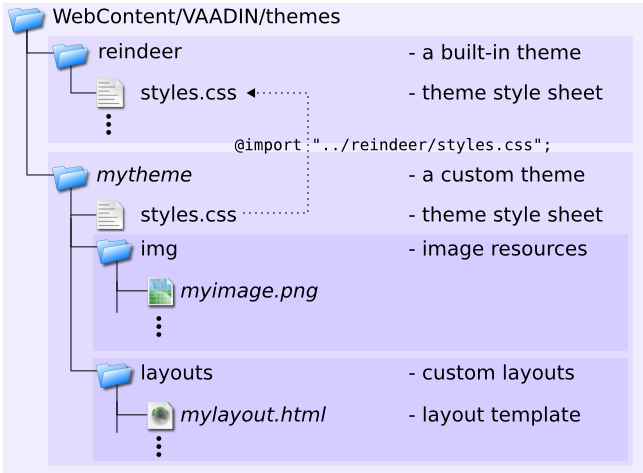 WebContent/VAADIN/themes
reindeer - a built-in theme
styles.css - theme style sheet
@import "../reindeer/styles.css";
mytheme - a custom theme
styles.css - theme style sheet
img - image resources
myimage.png
layouts - custom layouts
mylayout.html - layout template